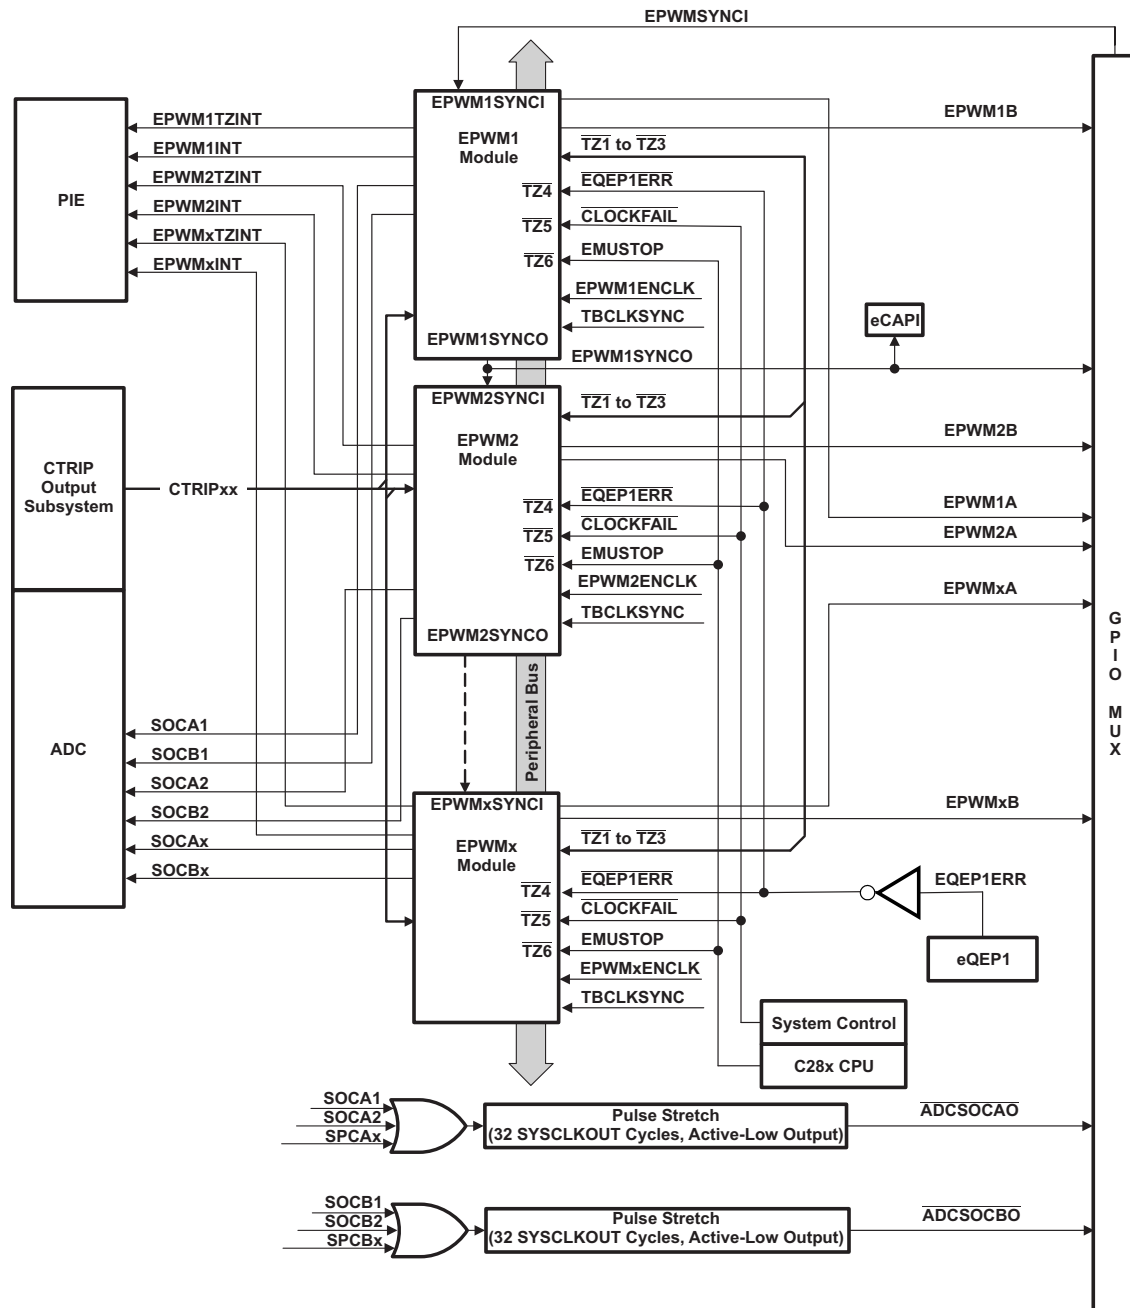 EPWMSYNCI
EPWM1SYNCI
EPWM1
Module
EPWM1TZINT
EPWM1INT
EPWM2TZINT
EPWM2INT
EPWMxTZINT
EPWMxINT
PIE
EPWM1B
TZ1 to TZ3
TZ4
EQEP1ERR
TZ5
CLOCKFAIL
TZ6
EMUSTOP
EPWM1ENCLK
TBCLKSYNC
EPWM1SYNCO
eCAPI
EPWM1SYNCO
EPWM2SYNCI
TZ1 to TZ3
EPWM2
Module
EPWM2B
CTRIP
Output
Subsystem
CTRIPxx
TZ4
EQEP1ERR
EPWM1A
TZ5
CLOCKFAIL
EPWM2A
TZ6
EMUSTOP
EPWM2ENCLK
EPWMxA
TBCLKSYNC
EPWM2SYNCO
GPIO MUX
Peripheral Bus
ADC
SOCA1
SOCB1
SOCA2
SOCB2
SOCAx
SOCBx
EPWMxSYNCI
EPWMxB
EPWMx
Module
TZ1 to TZ3
TZ4
EQEP1ERR
EQEP1ERR
TZ5
CLOCKFAIL
TZ6
EMUSTOP
eQEP1
EPWMxENCLK
TBCLKSYNC
System Control
C28x CPU
SOCA1
SOCA2
SPCAx
Pulse Stretch
(32 SYSCLKOUT Cycles, Active-Low Output)
ADCSOCAO
SOCB1
SOCB2
SPCBx
Pulse Stretch
(32 SYSCLKOUT Cycles, Active-Low Output)
ADCSOCBO